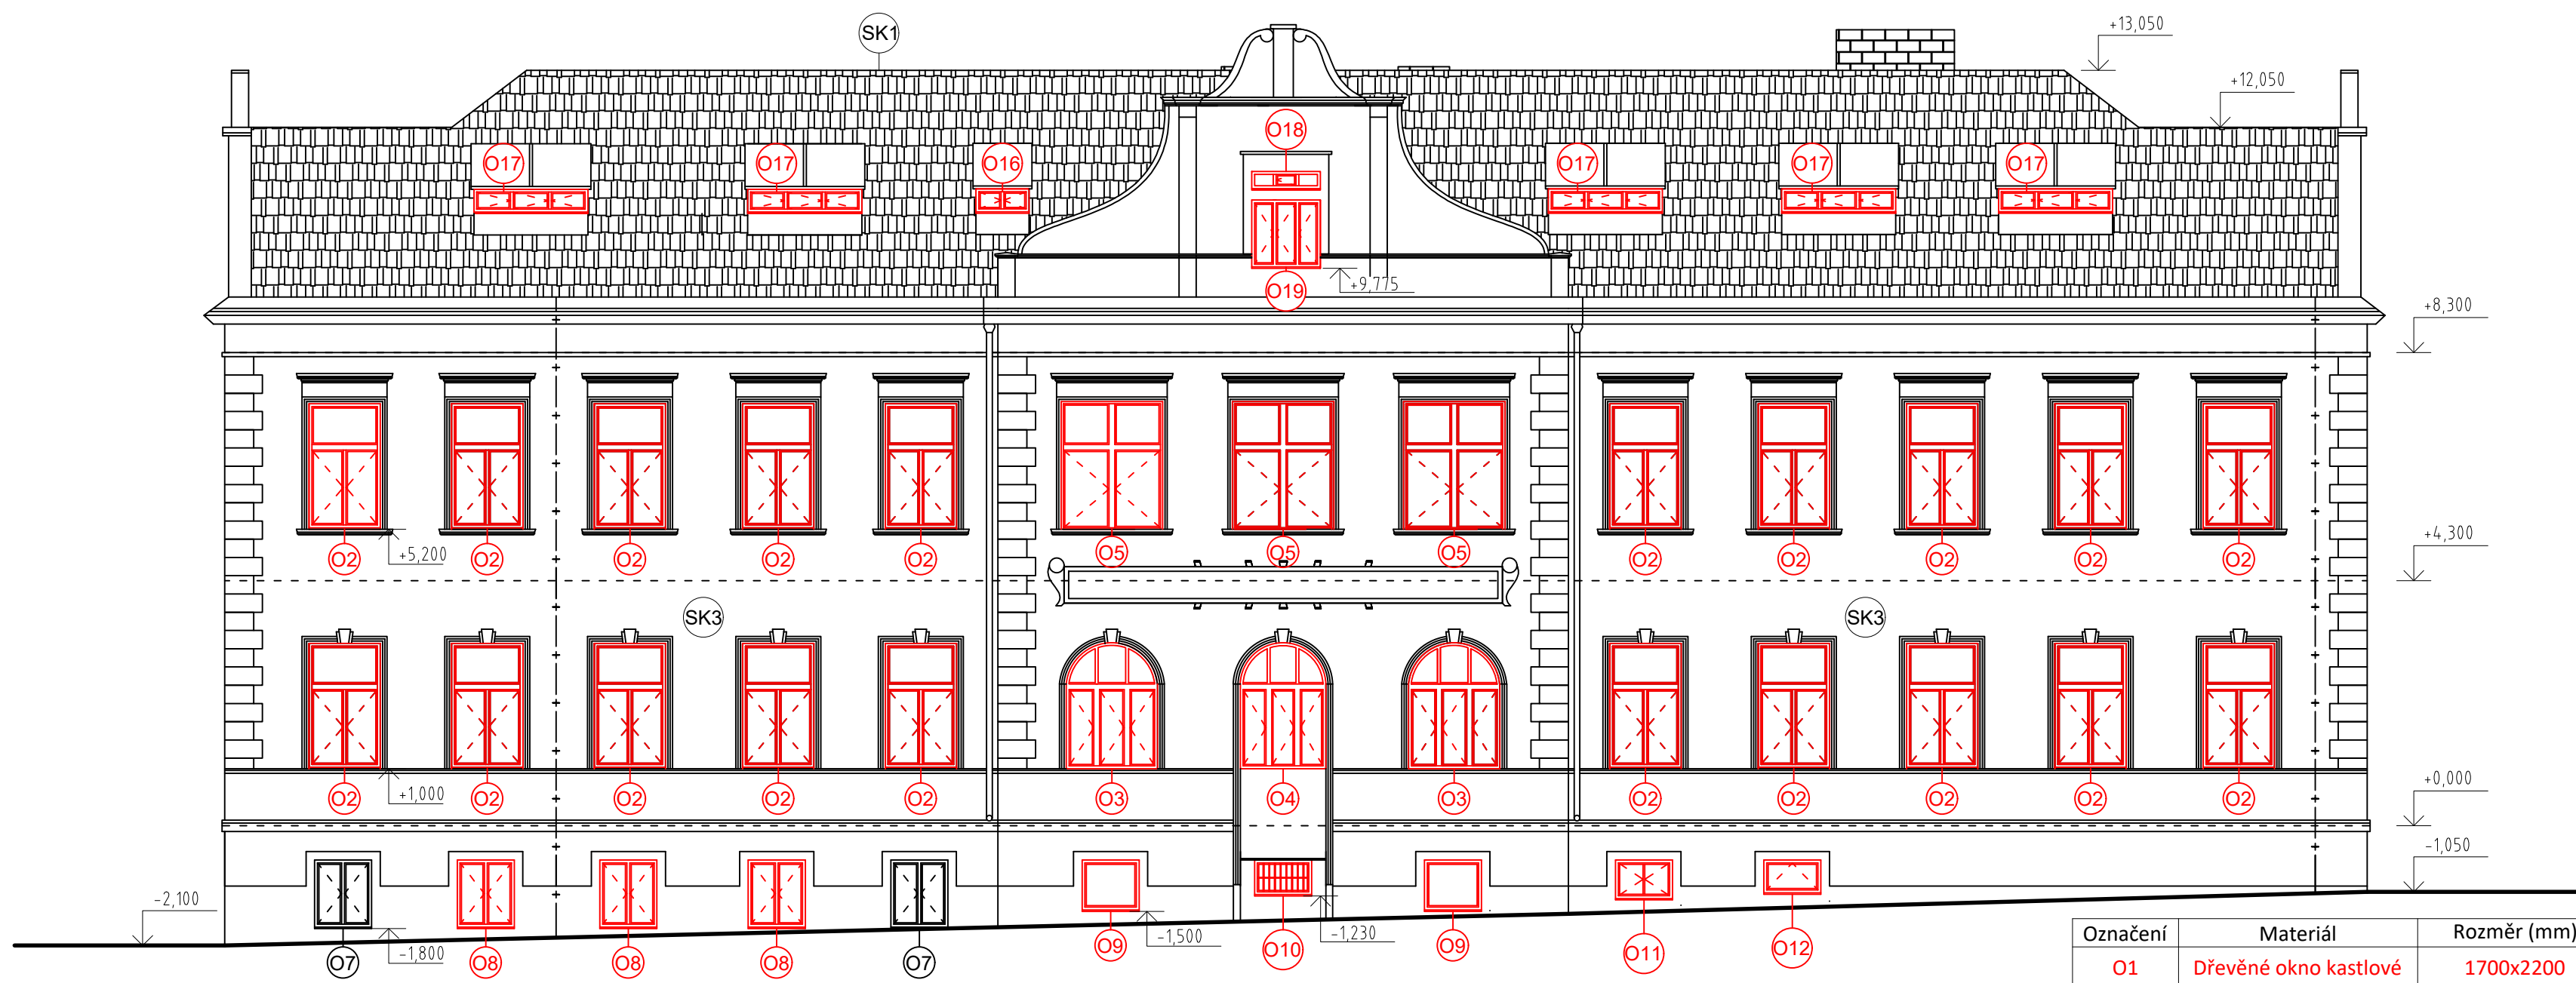 SK1
+13,050
+12,050
O18
O17 O17 O16 O17 O17 O17
O19
+9,775
+8,300
O2 O2 O2 O2 O2 O5 O5 O5 O2 O2 O2 O2 O2
+5,200
+4,300
SK3 SK3
O2 O2 O2 O2 O2 O3 O4 O3 O2 O2 O2 O2 O2
+1,000
+0,000
-1,050
-2,100
O7 O8 O8 O8 O7 O9 O10 O9 O11 O12
-1,800
-1,500
-1,230
Označení Materiál Rozměr (mm)
O1 Dřevěné okno kastlové 1700x2200